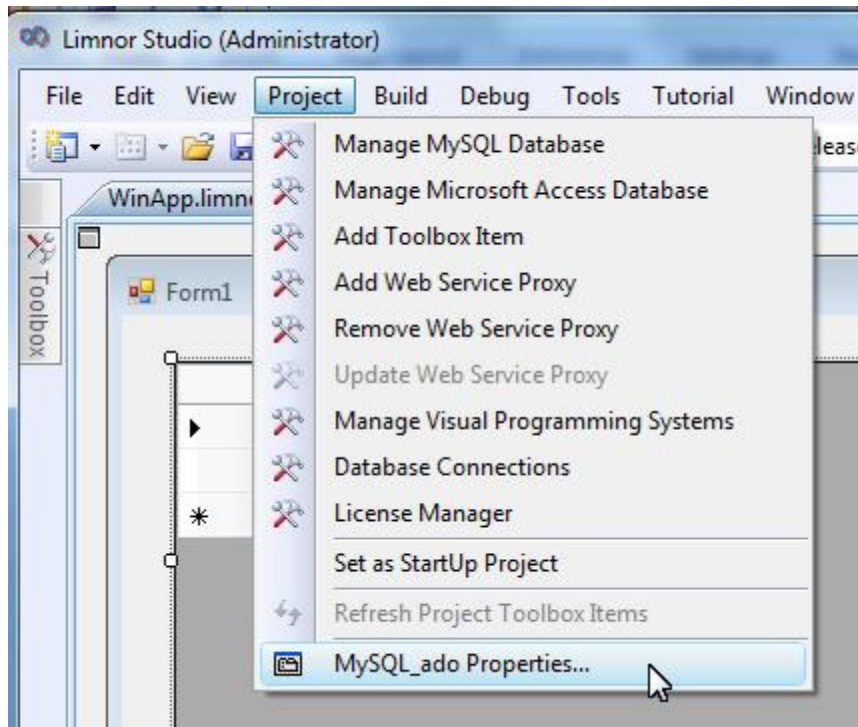 Limnor Studio (Administrator)
File Edit View Project Build Debug Tools Tutorial Window
Manage MySQL Database
Manage Microsoft Access Database
Add Toolbox Item
Add Web Service Proxy
Remove Web Service Proxy
Update Web Service Proxy
Manage Visual Programming Systems
Database Connections
License Manager
Set as StartUp Project
Refresh Project Toolbox Items
MySQL_ado Properties...
Toolbox
Form1